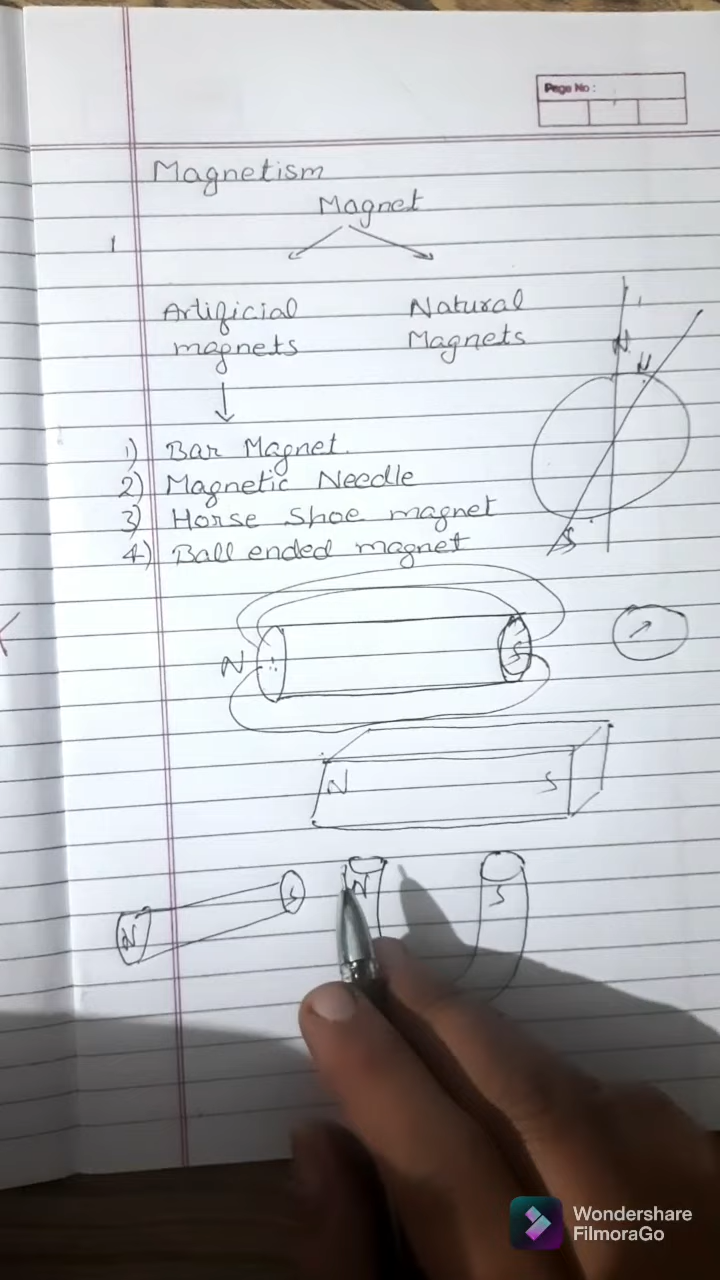 Page No :
Magnetism
Magnet
Artificial magnets
Natural Magnets
1) Bar Magnet.
2) Magnetic Needle
3) Horse Shoe magnet
4) Ball ended magnet
N
N
S
N
S
N
S
N
S
N
S
Wondershare
FilmoraGo